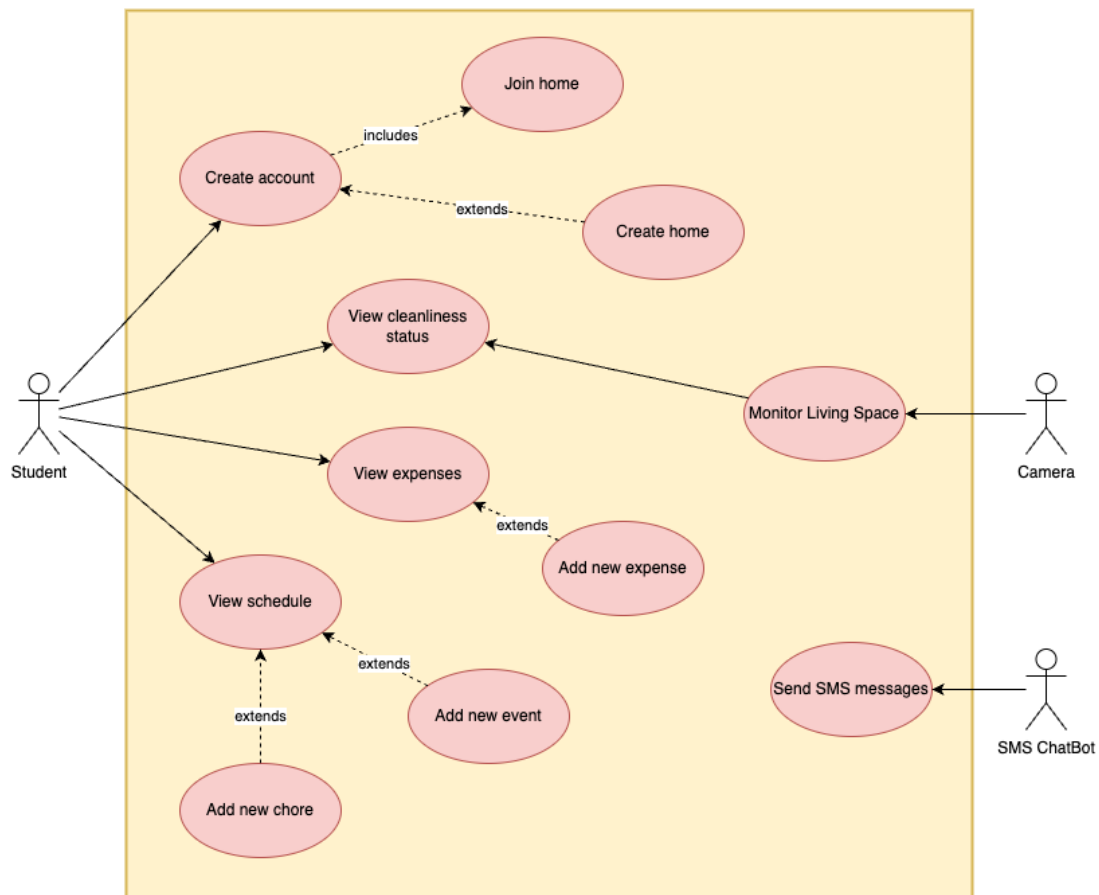 Join home
includes
Create account
extends
Create home
View cleanliness
status
Monitor Living Space
Student
Camera
View expenses
extends
Add new expense
View schedule
extends
Add new event
Send SMS messages
extends
SMS ChatBot
Add new chore